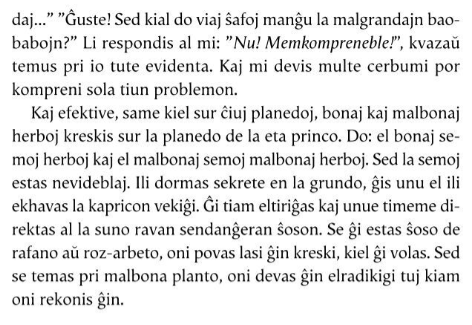 daj...” ”Ĝuste! Sed kial do viaj ŝafoj manĝu la malgrandajn bao-
babojn?” Li respondis al mi: ”Nu! Memkompreneble!”, kvazaŭ
temus pri io tute evidenta. Kaj mi devis multe cerbumi por
kompreni sola tiun problemon.
Kaj efektive, same kiel sur ĉiuj planedoj, bonaj kaj malbonaj
herboj kreskis sur la planedo de la eta princo. Do: el bonaj se-
moj herboj kaj el malbonaj semoj malbonaj herboj. Sed la semoj
estas nevideblaj. Ili dormas sekrete en la grundo, ĝis unu el ili
ekhavas la kapricon vekiĝi. Ĝi tiam eltiriĝas kaj unue timeme di-
rektas al la suno ravan sendanĝeran ŝoson. Se ĝi estas ŝoso de
rafano aŭ roz-arbeto, oni povas lasi ĝin kreski, kiel ĝi volas. Sed
se temas pri malbona planto, oni devas ĝin elradikigi tuj kiam
oni rekonis ĝin.